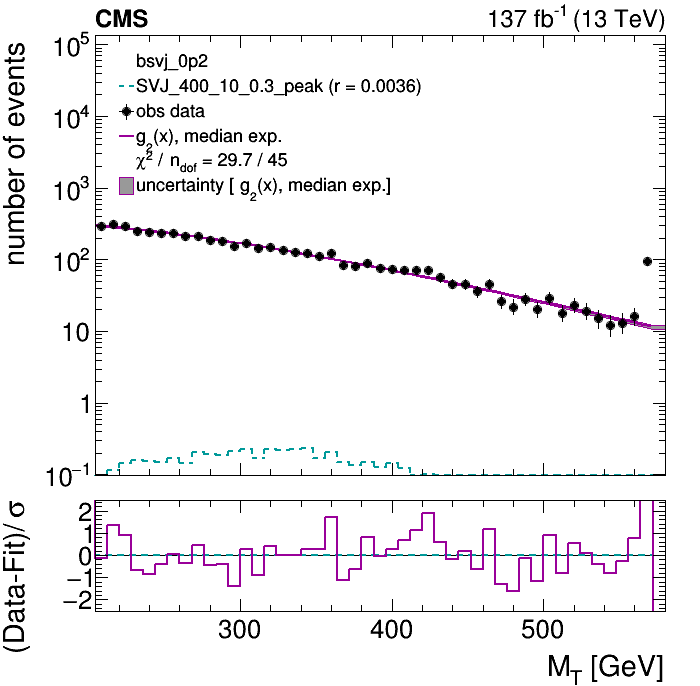 CMS 137 fb⁻¹ (13 TeV)
number of events
10⁵
10⁴
10³
10²
10
1
10⁻¹
bsvj_0p2
SVJ_400_10_0.3_peak (r = 0.0036)
obs data
g₂(x), median exp.
χ² / n_dof = 29.7 / 45
uncertainty [ g₂(x), median exp.]
(Data-Fit)/σ
2
1
0
−1
−2
300 400 500
M_T [GeV]